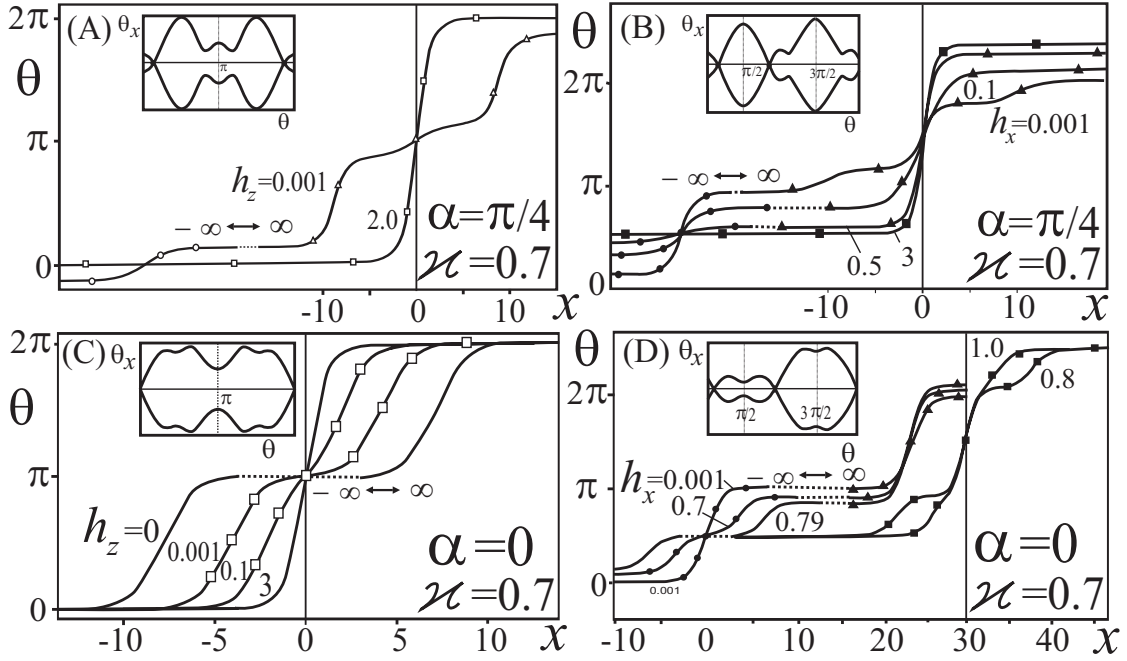 (A)
2π
θ
π
0
θx
π
θ
hz=0.001
2.0
- ∞ ↔ ∞
α=π/4
ϰ=0.7
-10 0 10 x
(B)
θ
2π
π
0
θx
π/2 3π/2
θ
0.1
hx=0.001
- ∞ ↔ ∞
0.5 3
α=π/4
ϰ=0.7
-10 0 10 x
(C)
2π
θ
π
0
θx
π
θ
- ∞ ↔ ∞
hz=0
0.001
0.1
3
α=0
ϰ=0.7
-10 -5 0 5 10 x
(D)
θ
2π
π
0
θx
π/2 3π/2
θ
1.0
0.8
hx=0.001
- ∞ ↔ ∞
0.7
0.79
0.001
α=0
ϰ=0.7
-10 0 10 20 30 40 x